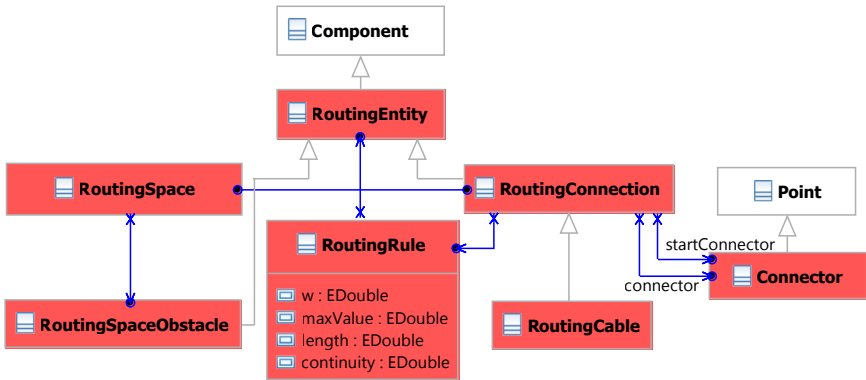 Component
RoutingEntity
RoutingSpace
RoutingConnection
Point
RoutingRule
startConnector
Connector
connector
w : EDouble
maxValue : EDouble
length : EDouble
continuity : EDouble
RoutingSpaceObstacle
RoutingCable